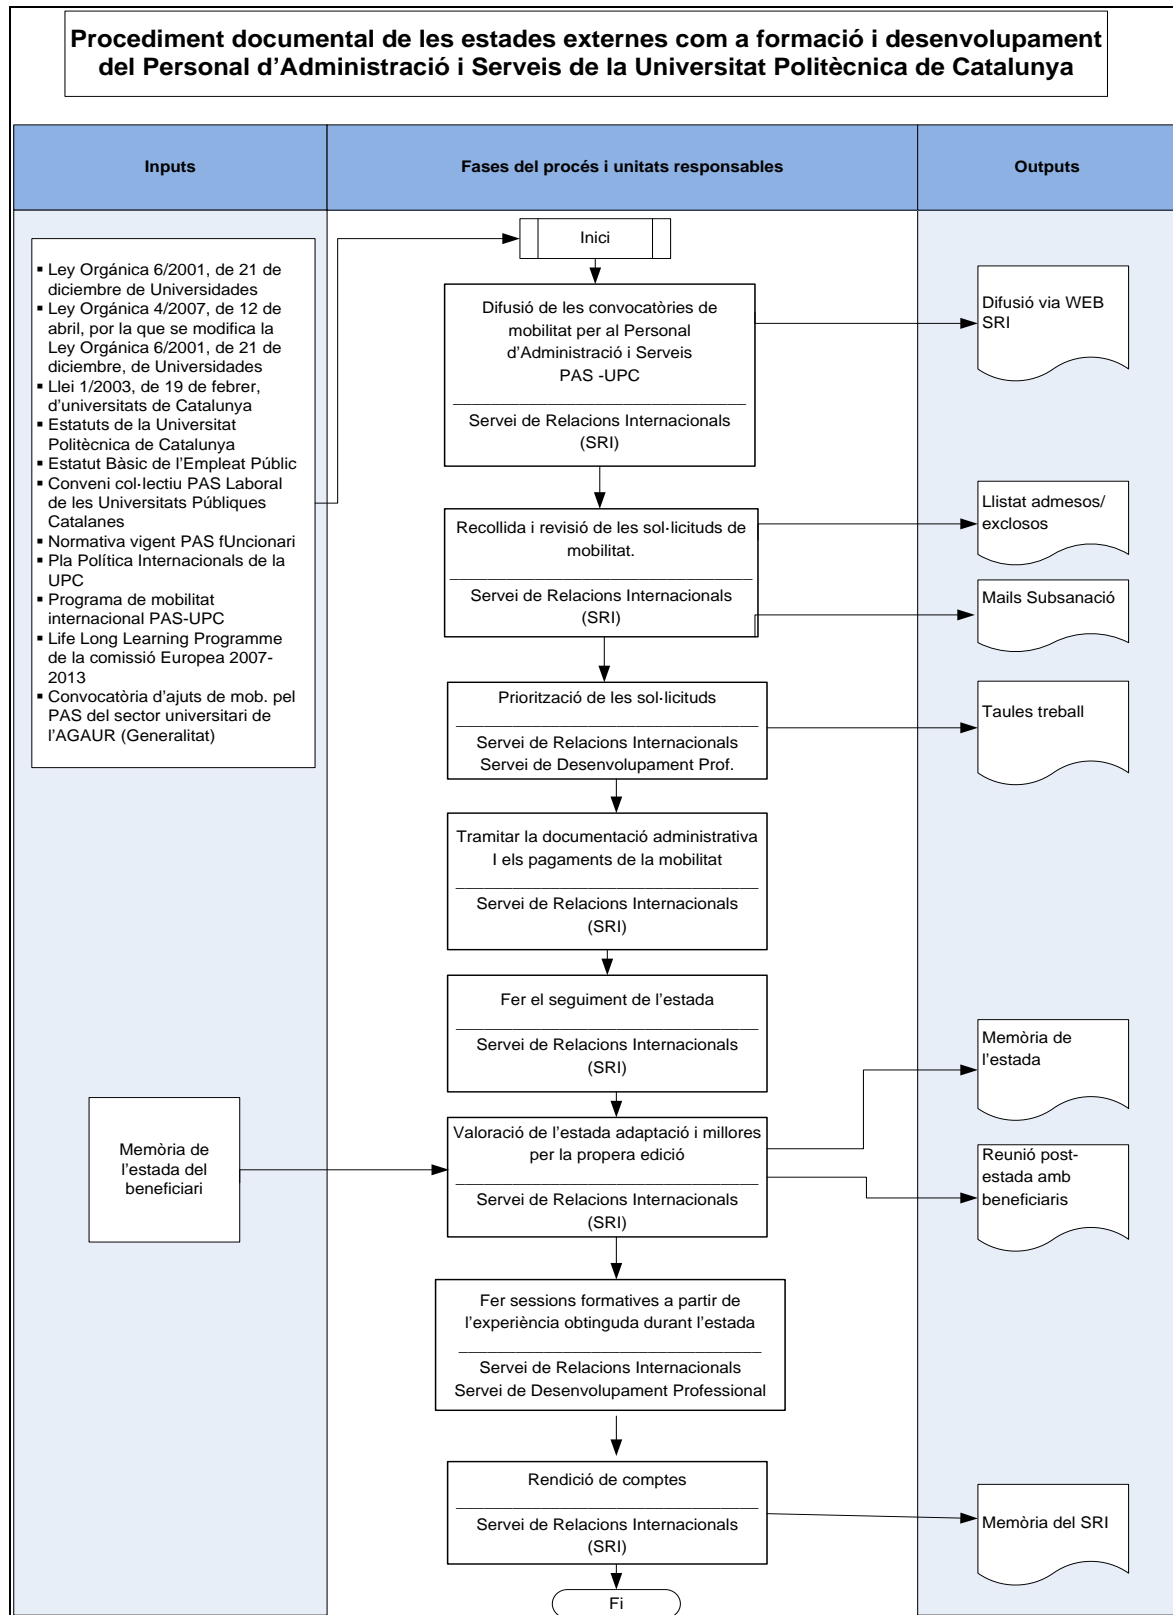 Procediment documental de les estades externes com a formació i desenvolupament
del Personal d'Administració i Serveis de la Universitat Politècnica de Catalunya
Inputs
Fases del procés i unitats responsables
Outputs
▪ Ley Orgánica 6/2001, de 21 de
diciembre de Universidades
▪ Ley Orgánica 4/2007, de 12 de
abril, por la que se modifica la
Ley Orgánica 6/2001, de 21 de
diciembre, de Universidades
▪ Llei 1/2003, de 19 de febrer,
d'universitats de Catalunya
▪ Estatuts de la Universitat
Politècnica de Catalunya
▪ Estatut Bàsic de l'Empleat Públic
▪ Conveni col·lectiu PAS Laboral
de les Universitats Públiques
Catalanes
▪ Normativa vigent PAS fUncionari
▪ Pla Política Internacionals de la
UPC
▪ Programa de mobilitat
internacional PAS-UPC
▪ Life Long Learning Programme
de la comissió Europea 2007-
2013
▪ Convocatòria d'ajuts de mob. pel
PAS del sector universitari de
l'AGAUR (Generalitat)
Inici
Difusió de les convocatòries de
mobilitat per al Personal
d'Administració i Serveis
PAS -UPC
Servei de Relacions Internacionals
(SRI)
Difusió via WEB
SRI
Recollida i revisió de les sol·licituds de
mobilitat.
Servei de Relacions Internacionals
(SRI)
Llistat admesos/
exclosos
Mails Subsanació
Priorització de les sol·licituds
Servei de Relacions Internacionals
Servei de Desenvolupament Prof.
Taules treball
Tramitar la documentació administrativa
I els pagaments de la mobilitat
Servei de Relacions Internacionals
(SRI)
Fer el seguiment de l'estada
Servei de Relacions Internacionals
(SRI)
Memòria de
l'estada
Memòria de
l'estada del
beneficiari
Valoració de l'estada adaptació i millores
per la propera edició
Servei de Relacions Internacionals
(SRI)
Reunió post-
estada amb
beneficiaris
Fer sessions formatives a partir de
l'experiència obtinguda durant l'estada
Servei de Relacions Internacionals
Servei de Desenvolupament Professional
Rendició de comptes
Servei de Relacions Internacionals
(SRI)
Memòria del SRI
Fi